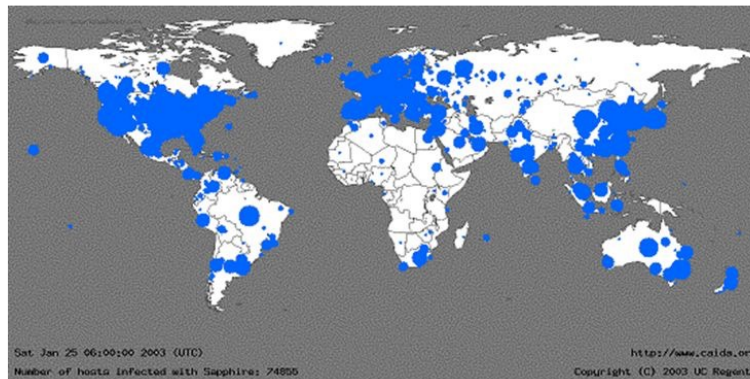 Sat Jan 25 06:00:00 2003 (UTC)
http://www.caida.or
Number of hosts infected with Sapphire: 74855
Copyright (C) 2003 UC Regent